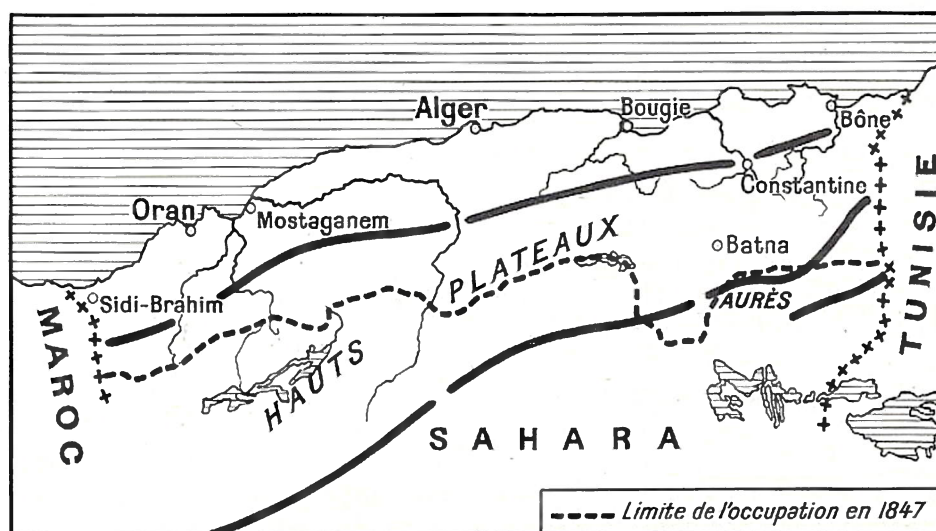 Alger
Bougie
Bône
Constantine
Oran
Mostaganem
Batna
Sidi-Brahim
HAUTS PLATEAUX
AURÈS
MAROC
TUNISIE
SAHARA
Limite de l'occupation en 1847